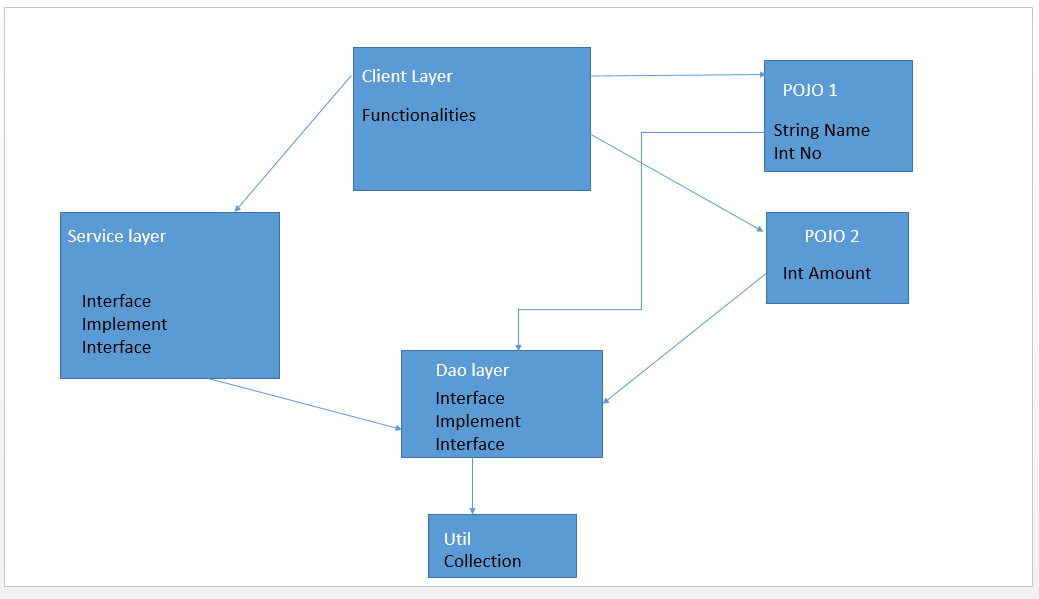 Client Layer
Functionalities
POJO 1
String Name
Int No
Service layer
Interface
Implement
Interface
POJO 2
Int Amount
Dao layer
Interface
Implement
Interface
Util
Collection